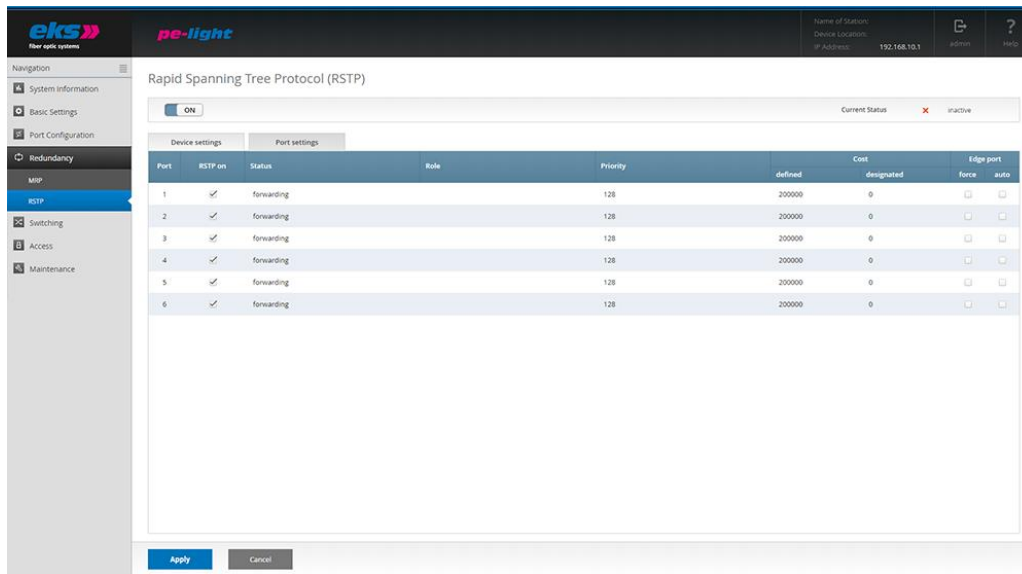 eks
fiber optic systems
pe-light
Name of Station:
Device Location:
IP Address: 192.168.10.1
admin
? Help
Navigation
System Information
Basic Settings
Port Configuration
Redundancy
MRP
RSTP
Switching
Access
Maintenance
Rapid Spanning Tree Protocol (RSTP)
ON
Current Status × inactive
Device settings Port settings
Port RSTP on Status Role Priority Cost Edge port
defined designated force auto
1 forwarding 128 200000 0
2 forwarding 128 200000 0
3 forwarding 128 200000 0
4 forwarding 128 200000 0
5 forwarding 128 200000 0
6 forwarding 128 200000 0
Apply Cancel